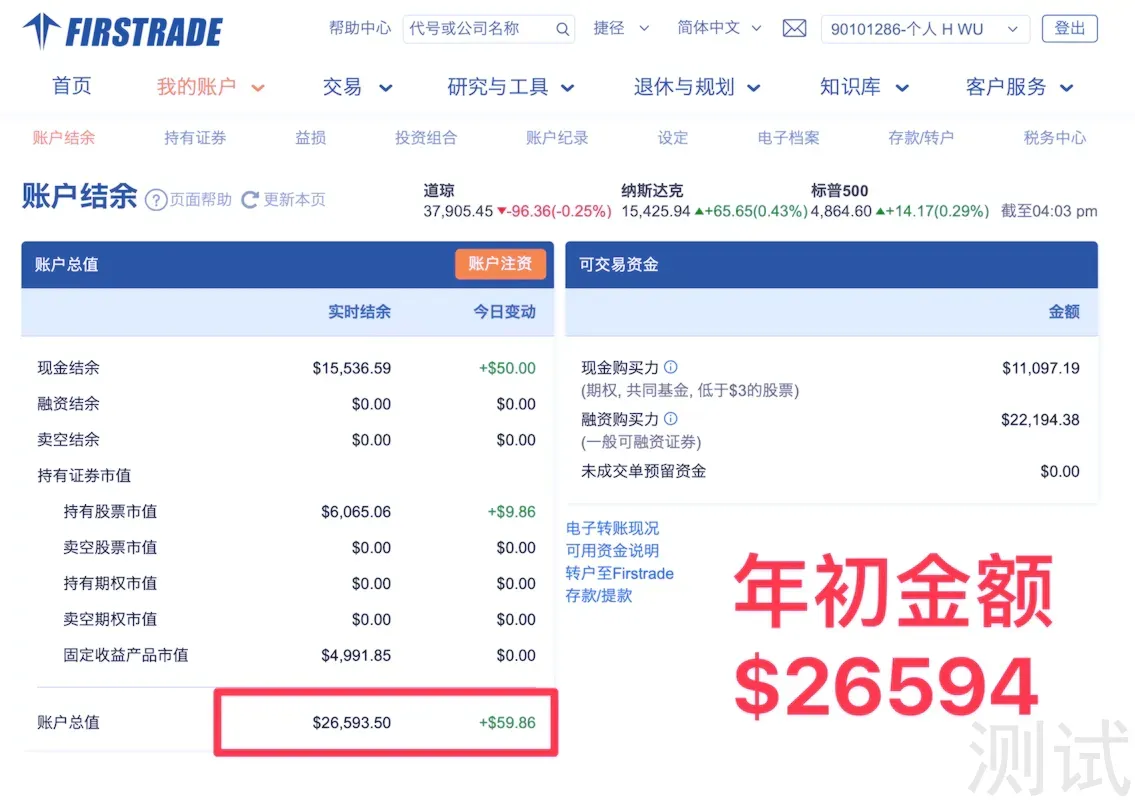 FIRSTRADE 帮助中心 代号或公司名称 捷径 简体中文 90101286-个人 H WU 登出
首页 我的账户 交易 研究与工具 退休与规划 知识库 客户服务
账户结余 持有证券 益损 投资组合 账户纪录 设定 电子档案 存款/转户 税务中心
账户结余 ? 页面帮助 更新本页
道琼 纳斯达克 标普500
37,905.45 ▼-96.36(-0.25%) 15,425.94 ▲+65.65(0.43%) 4,864.60 ▲+14.17(0.29%) 截至04:03 pm
账户总值 账户注资
实时结余 今日变动
现金结余 $15,536.59 +$50.00
融资结余 $0.00 $0.00
卖空结余 $0.00 $0.00
持有证券市值
持有股票市值 $6,065.06 +$9.86
卖空股票市值 $0.00 $0.00
持有期权市值 $0.00 $0.00
卖空期权市值 $0.00 $0.00
固定收益产品市值 $4,991.85 $0.00
账户总值 $26,593.50 +$59.86
可交易资金
金额
现金购买力 $11,097.19
(期权, 共同基金, 低于$3的股票)
融资购买力 $22,194.38
(一般可融资证券)
未成交单预留资金 $0.00
电子转账现况
可用资金说明
转户至Firstrade
存款/提款
年初金额
$26594
测试